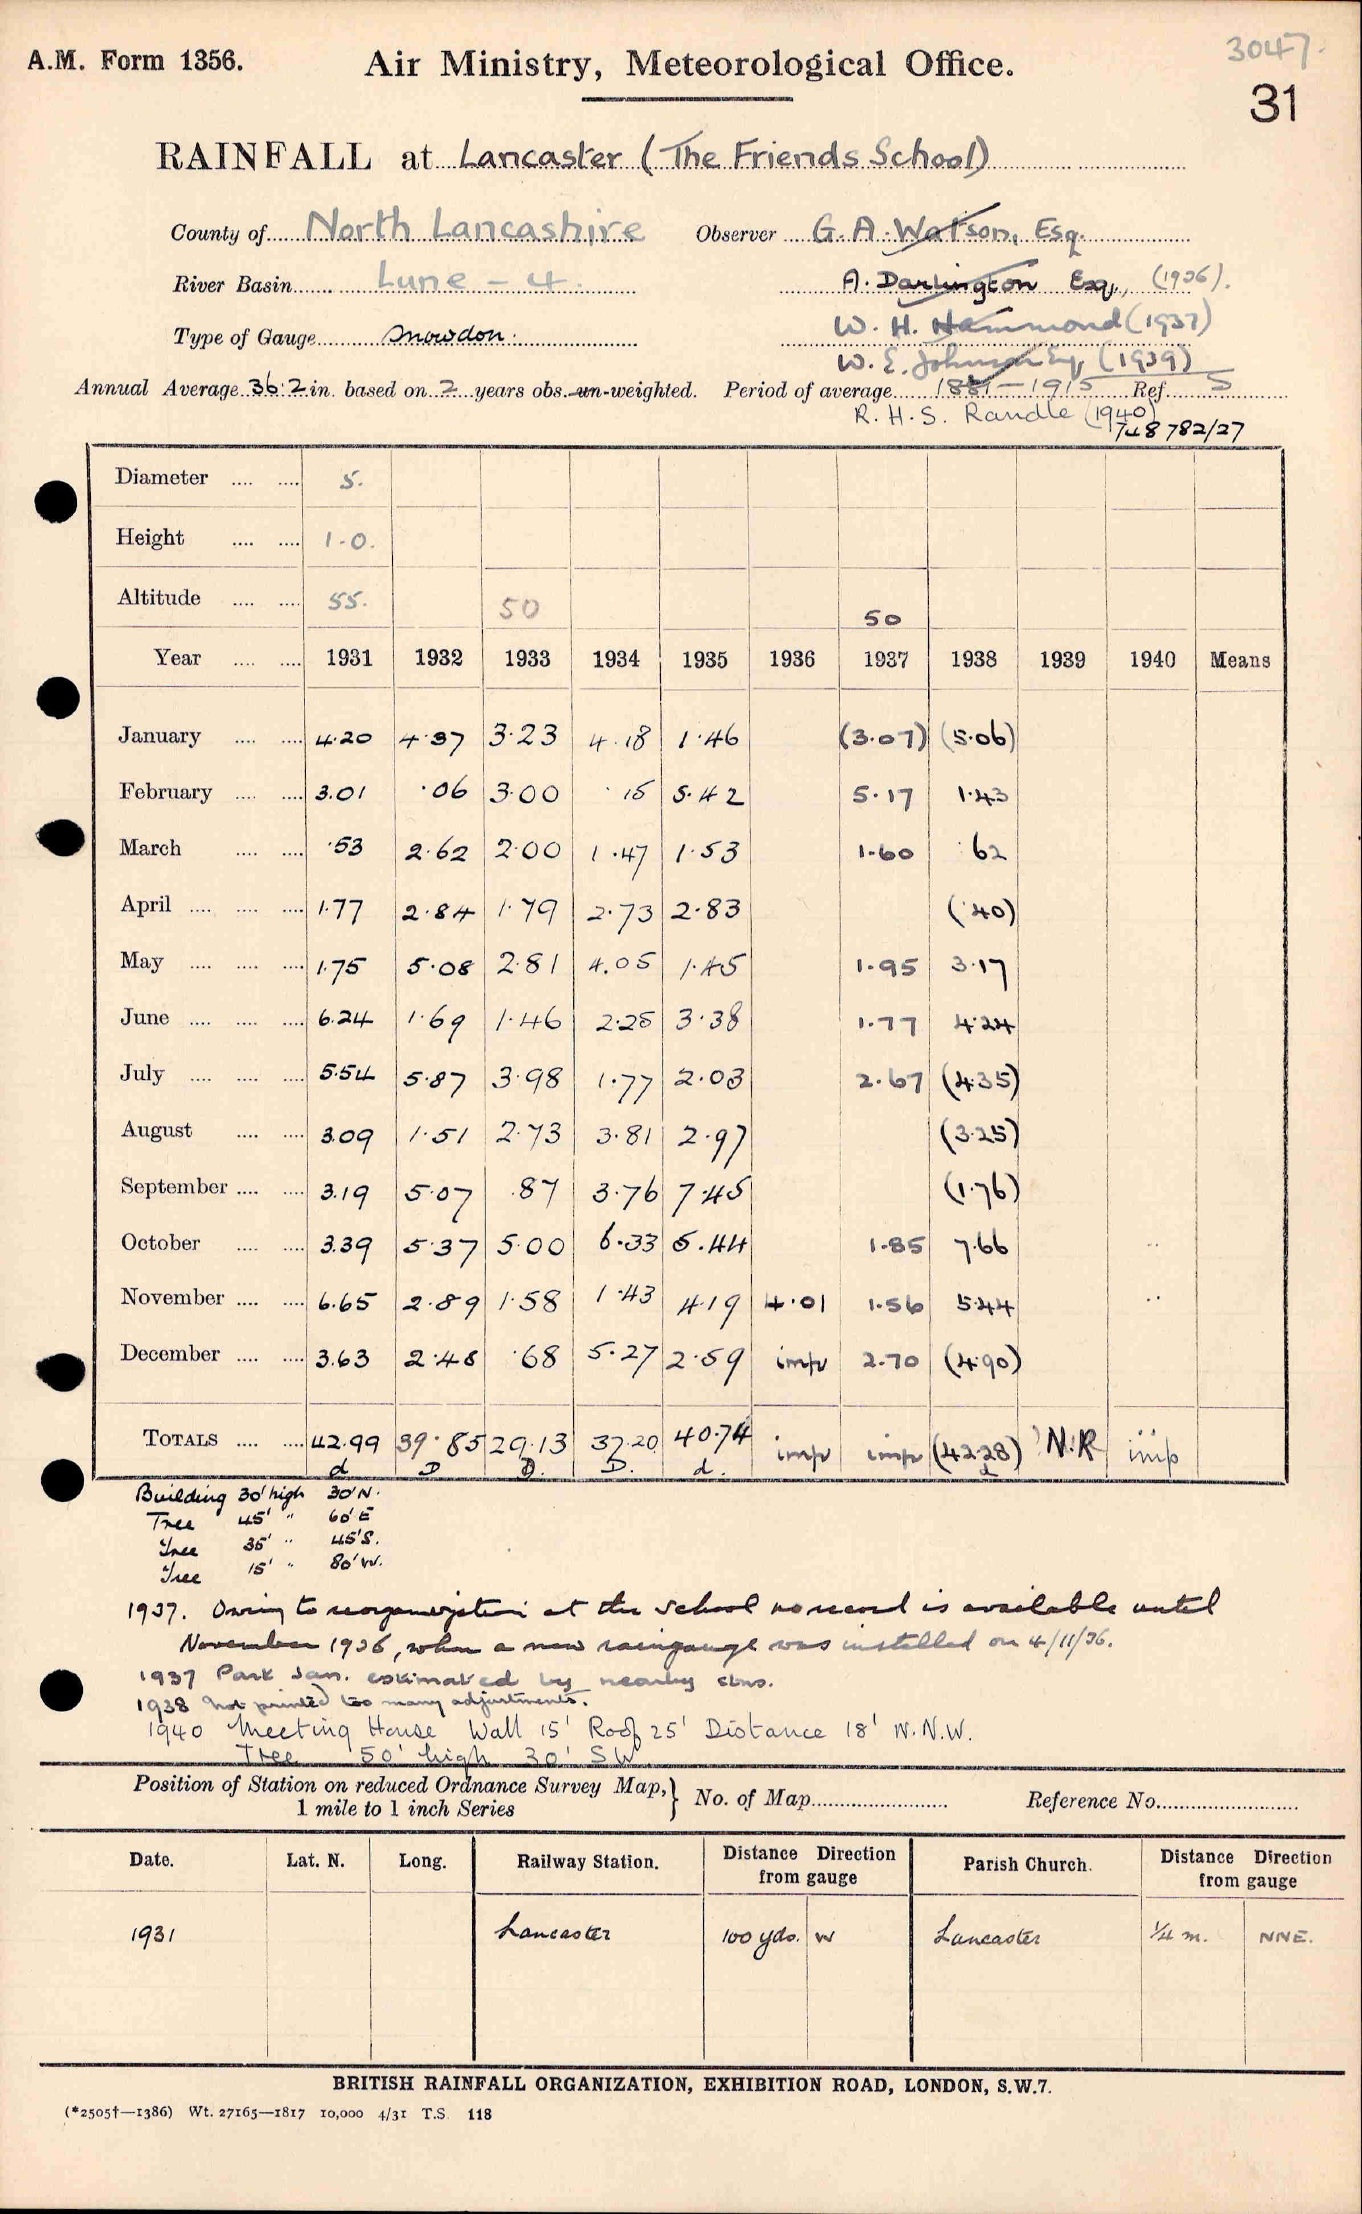 A.M. Form 1356.
Air Ministry, Meteorological Office.
3047.
31
RAINFALL at Lancaster (The Friends School)
County of North Lancashire Observer G. A. Watson, Esq.
River Basin Lune - 4. A. Darlington Esq., (1936).
Type of Gauge Snowdon. W. H. Hammond (1937)
W. E. Johnson Esq (1939)
Annual Average 36.2 in. based on 2 years obs. un-weighted. Period of average 1881-1915 Ref. S
R. H. S. Randle (1940)
748 782/27
Diameter .... .... 5.
Height .... .... 1.0.
Altitude .... .... 55. 50 50
Year .... .... 1931 1932 1933 1934 1935 1936 1937 1938 1939 1940 Means
January .... .... 4.20 4.37 3.23 4.18 1.46 (3.07) (5.06)
February .... .... 3.01 .06 3.00 .15 5.42 5.17 1.43
March .... .... .53 2.62 2.00 1.47 1.53 1.60 .62
April .... .... .... 1.77 2.84 1.79 2.73 2.83 (.40)
May .... .... .... 1.75 5.08 2.81 4.05 1.45 1.95 3.17
June .... .... .... 6.24 1.69 1.46 2.25 3.38 1.77 4.24
July .... .... .... 5.54 5.87 3.98 1.77 2.03 2.67 (4.35)
August .... .... 3.09 1.51 2.73 3.81 2.97 (3.25)
September .... .... 3.19 5.07 .87 3.76 7.45 (1.76)
October .... .... 3.39 5.37 5.00 6.33 5.44 1.85 7.66 ..
November .... .... 6.65 2.89 1.58 1.43 4.19 4.01 1.56 5.44 ..
December .... .... 3.63 2.48 .68 5.27 2.59 imp 2.70 (4.90)
TOTALS .... .... 42.99 39.85 29.13 37.20 40.74 imp imp (42.28) N.R imp
d D D. D. d. d
Building 30' high 30' N.
Tree 45' " 60' E
Tree 35' " 45' S.
Tree 15' " 80' W.
1937. Owing to reorganization at the school no record is available until
November 1936, when a new raingauge was installed on 4/11/36.
1937 Part Jan. estimated by nearby stns.
1938 Not printed too many adjustments.
1940 Meeting House Wall 15' Roof 25' Distance 18' N.N.W.
Tree 50' high 30' SW
Position of Station on reduced Ordnance Survey Map, 1 mile to 1 inch Series } No. of Map Reference No.
Date. Lat. N. Long. Railway Station. Distance Direction from gauge Parish Church. Distance Direction from gauge
1931 Lancaster 100 yds. W Lancaster ¼ m. NNE.
BRITISH RAINFALL ORGANIZATION, EXHIBITION ROAD, LONDON, S.W.7.
(*2505†—1386) Wt. 27165—1817 10,000 4/31 T.S. 118